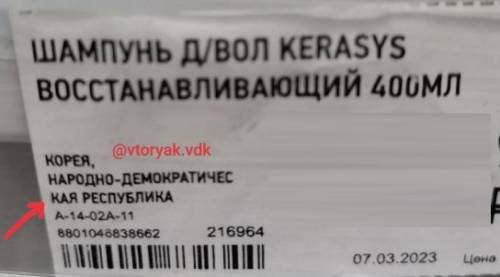 ШАМПУНЬ Д/ВОЛ KERASYS
ВОССТАНАВЛИВАЮЩИЙ 400МЛ
@vtoryak.vdk
КОРЕЯ,
НАРОДНО-ДЕМОКРАТИЧЕС
КАЯ РЕСПУБЛИКА
А-14-02А-11
8801046838662 216964
07.03.2023 Цена